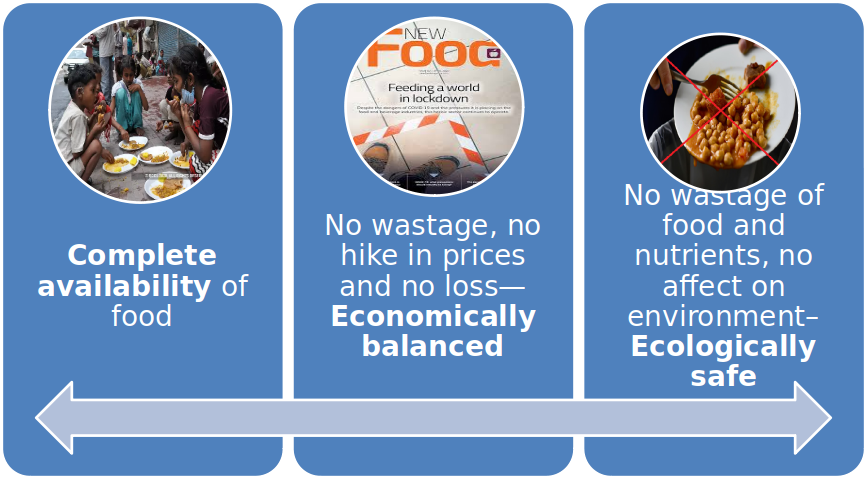 Complete
availability of
food
NEW
FOOD
Feeding a world
in lockdown
No wastage, no
hike in prices
and no loss—
Economically
balanced
No wastage of
food and
nutrients, no
affect on
environment–
Ecologically
safe